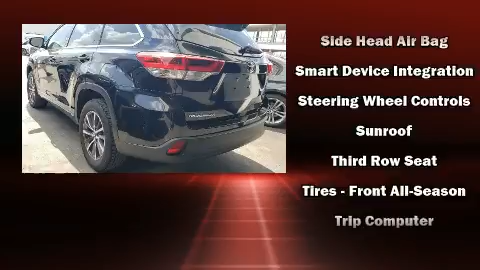 Side Head Air Bag
Smart Device Integration
Steering Wheel Controls
Sunroof
Third Row Seat
Tires - Front All-Season
Trip Computer